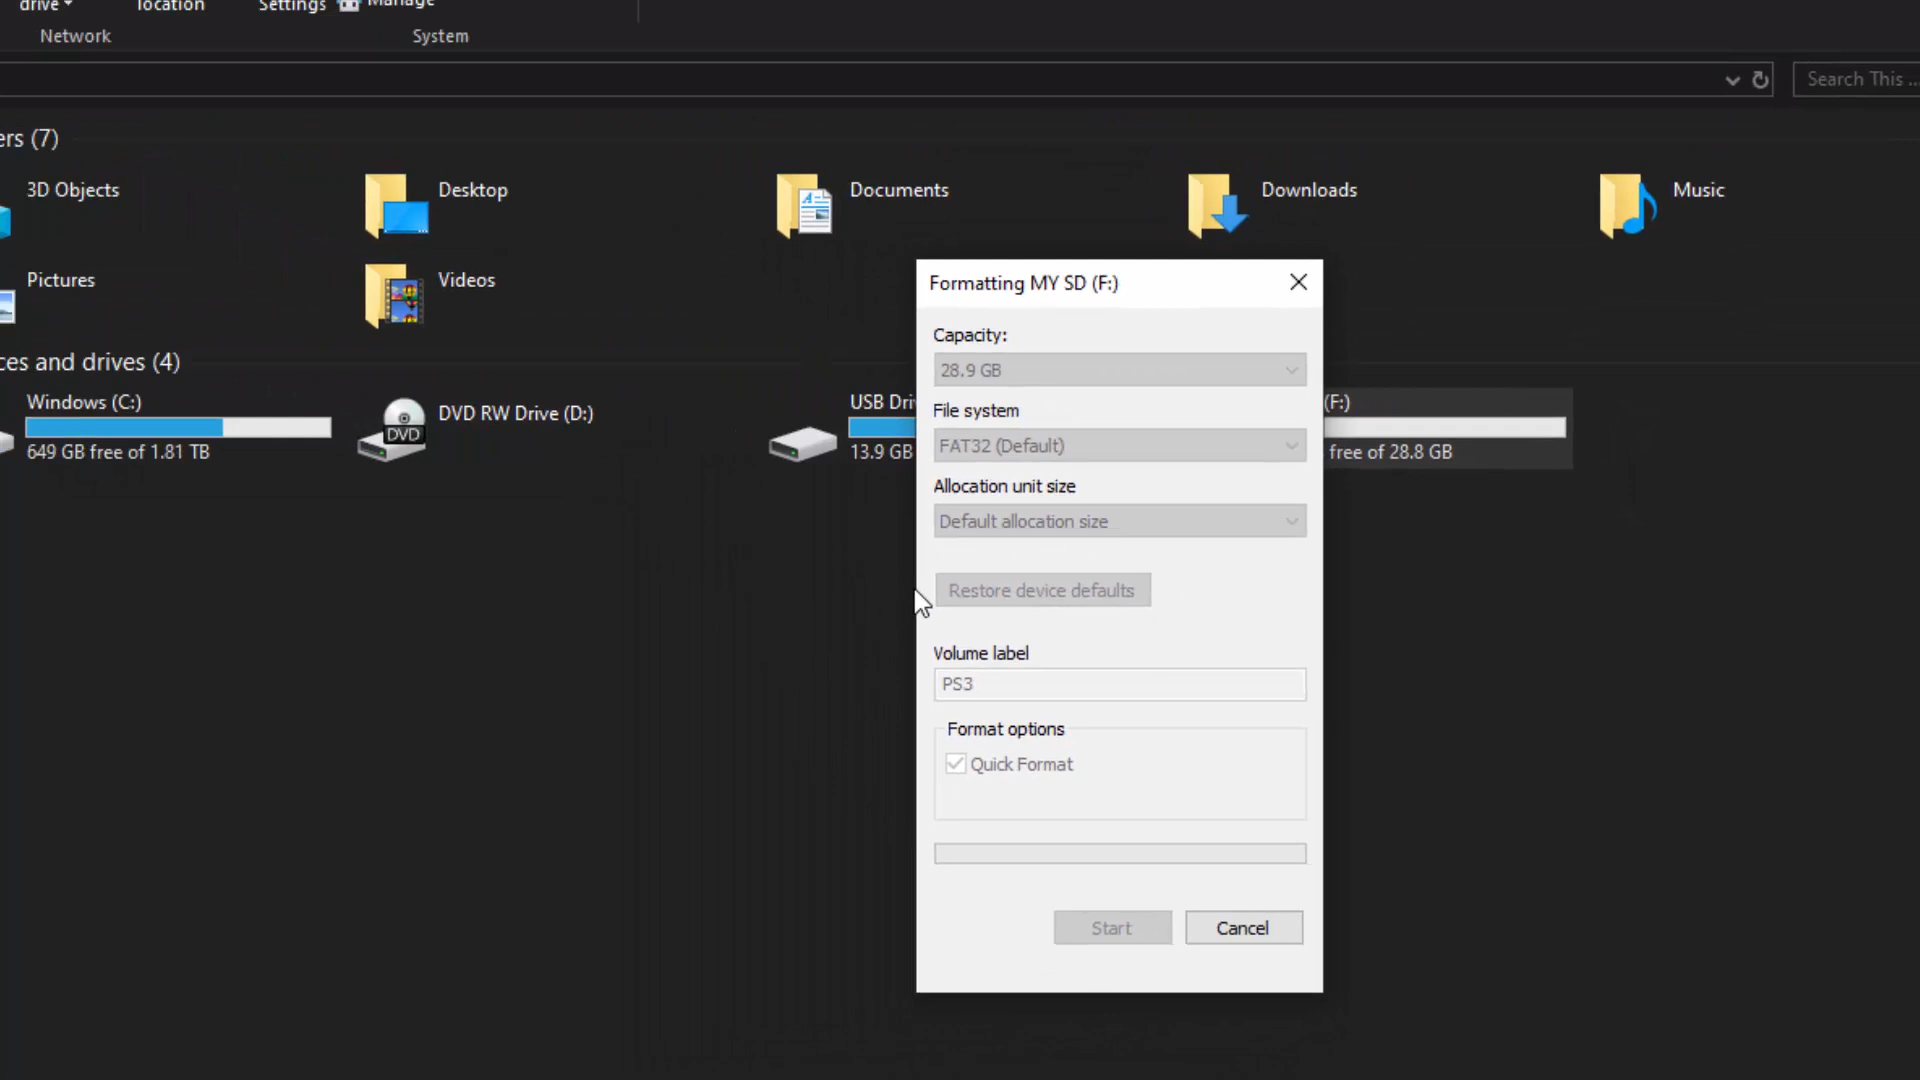 drive
location
Settings
Manage
Network
System
Search This ...
ers (7)
3D Objects
Desktop
Documents
Downloads
Music
Pictures
Videos
ces and drives (4)
Windows (C:)
649 GB free of 1.81 TB
DVD
DVD RW Drive (D:)
USB Driv
13.9 GB
(F:)
free of 28.8 GB
Formatting MY SD (F:)
Capacity:
28.9 GB
File system
FAT32 (Default)
Allocation unit size
Default allocation size
Restore device defaults
Volume label
PS3
Format options
Quick Format
Start
Cancel